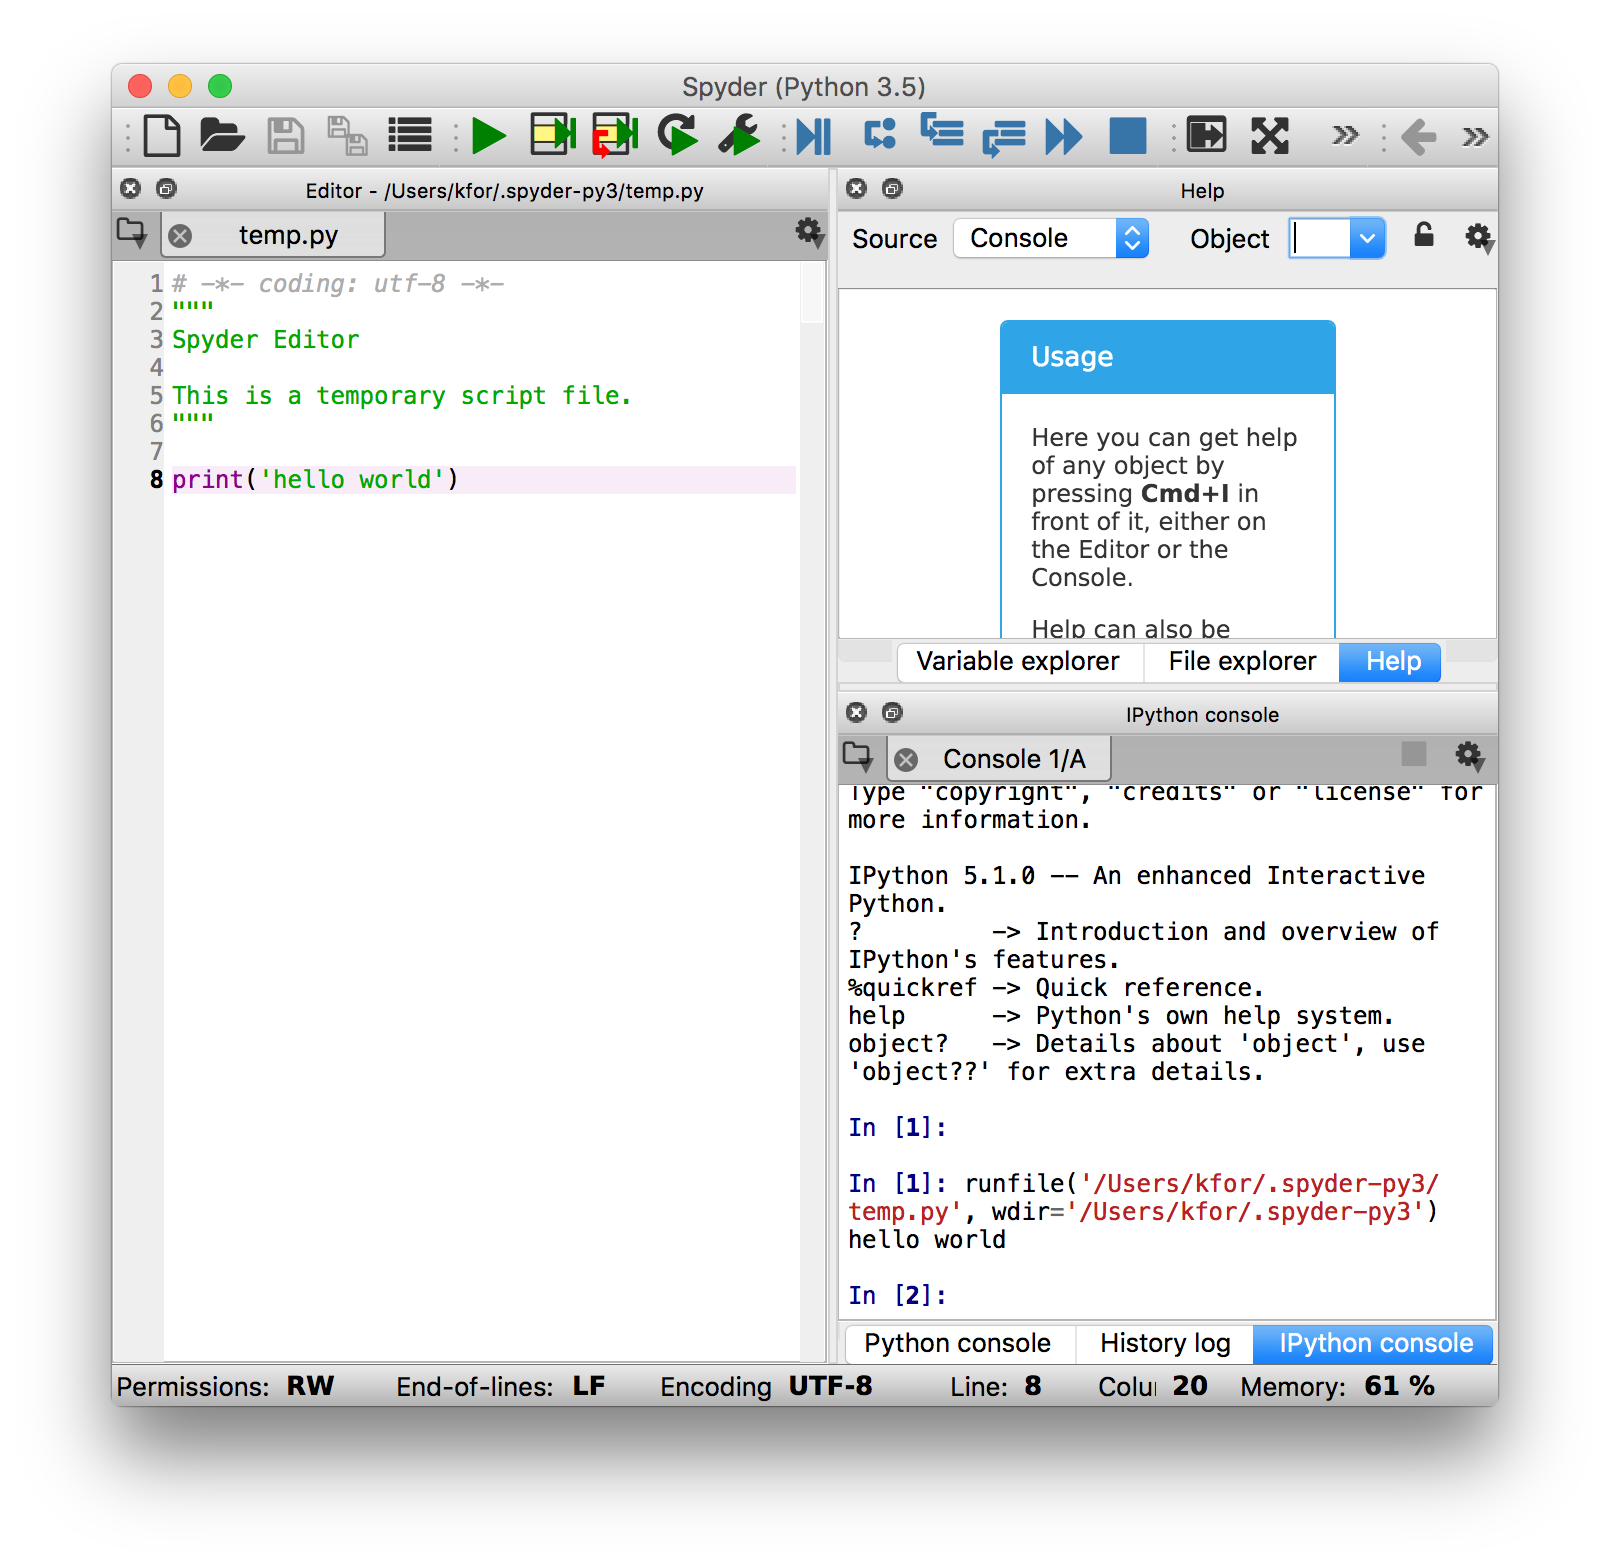 Spyder (Python 3.5)
Editor - /Users/kfor/.spyder-py3/temp.py
temp.py
1 # -*- coding: utf-8 -*-
2 """
3 Spyder Editor
4
5 This is a temporary script file.
6 """
7
8 print('hello world')
Help
Source Console Object
Usage
Here you can get help
of any object by
pressing Cmd+I in
front of it, either on
the Editor or the
Console.
Help can also be
Variable explorer File explorer Help
IPython console
Console 1/A
Type "copyright", "credits" or "license" for
more information.
IPython 5.1.0 -- An enhanced Interactive
Python.
? -> Introduction and overview of
IPython's features.
%quickref -> Quick reference.
help -> Python's own help system.
object? -> Details about 'object', use
'object??' for extra details.
In [1]:
In [1]: runfile('/Users/kfor/.spyder-py3/
temp.py', wdir='/Users/kfor/.spyder-py3')
hello world
In [2]:
Python console History log IPython console
Permissions: RW End-of-lines: LF Encoding UTF-8 Line: 8 Colu 20 Memory: 61 %